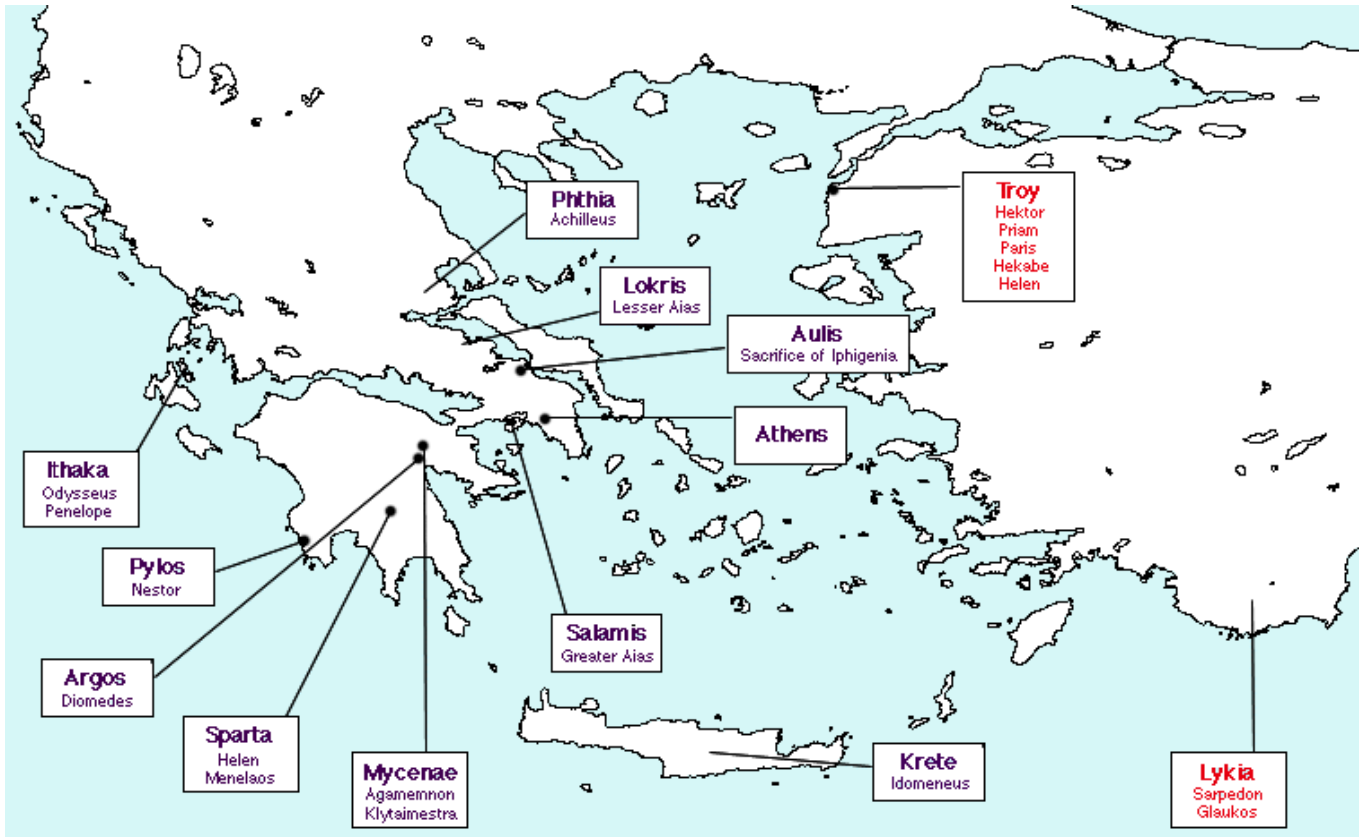 Phthia
Achilleus
Troy
Hektor
Priam
Paris
Hekabe
Helen
Lokris
Lesser Aias
Aulis
Sacrifice of Iphigenia
Athens
Ithaka
Odysseus
Penelope
Pylos
Nestor
Salamis
Greater Aias
Argos
Diomedes
Sparta
Helen
Menelaos
Mycenae
Agamemnon
Klytaimestra
Krete
Idomeneus
Lykia
Sarpedon
Glaukos